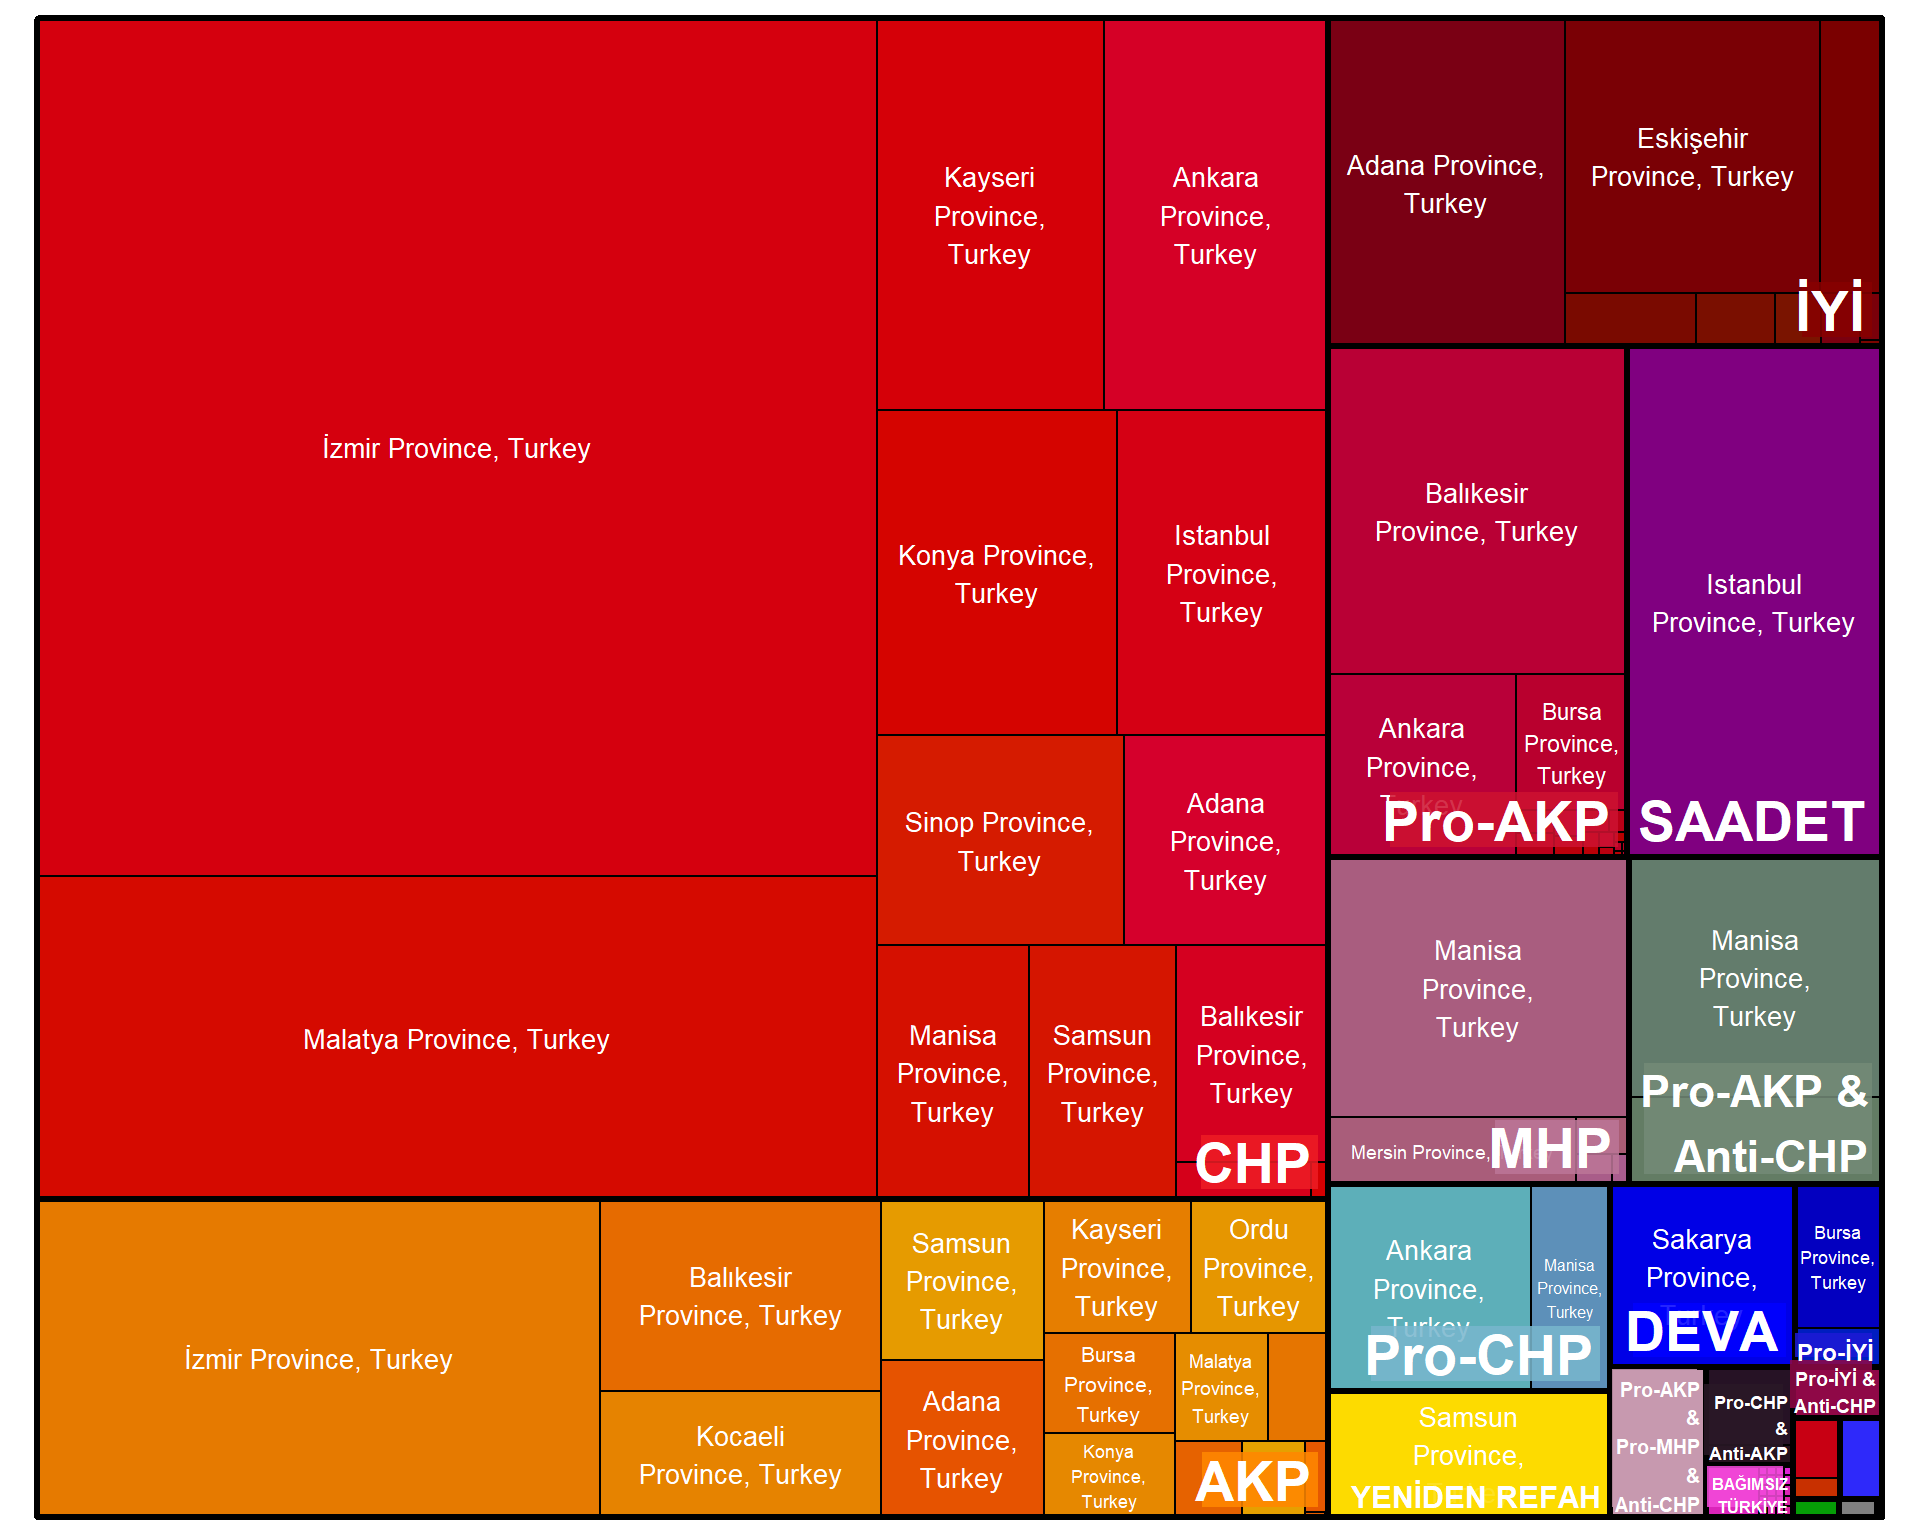 İzmir Province, Turkey
Malatya Province, Turkey
Kayseri
Province,
Turkey
Ankara
Province,
Turkey
Konya Province,
Turkey
Istanbul
Province,
Turkey
Sinop Province,
Turkey
Adana
Province,
Turkey
Manisa
Province,
Turkey
Samsun
Province,
Turkey
Balıkesir
Province,
Turkey
CHP
İzmir Province, Turkey
Balıkesir
Province, Turkey
Kocaeli
Province, Turkey
Samsun
Province,
Turkey
Adana
Province,
Turkey
Kayseri
Province,
Turkey
Ordu
Province,
Turkey
Bursa
Province,
Turkey
Malatya
Province,
Turkey
Konya
Province,
Turkey
AKP
Adana Province,
Turkey
Eskişehir
Province, Turkey
İYİ
Balıkesir
Province, Turkey
Ankara
Province,
Turkey
Bursa
Province,
Turkey
Pro-AKP
Istanbul
Province, Turkey
SAADET
Manisa
Province,
Turkey
Mersin Province,
MHP
Manisa
Province,
Turkey
Pro-AKP &
Anti-CHP
Ankara
Province,
Turkey
Manisa
Province,
Turkey
Pro-CHP
Sakarya
Province,
Turkey
DEVA
Bursa
Province,
Turkey
Pro-İYİ
Pro-İYİ &
Anti-CHP
Samsun
Province,
YENİDEN REFAH
Pro-AKP
&
Pro-MHP
&
Anti-CHP
Pro-CHP
&
Anti-AKP
BAĞIMSIZ
TÜRKİYE